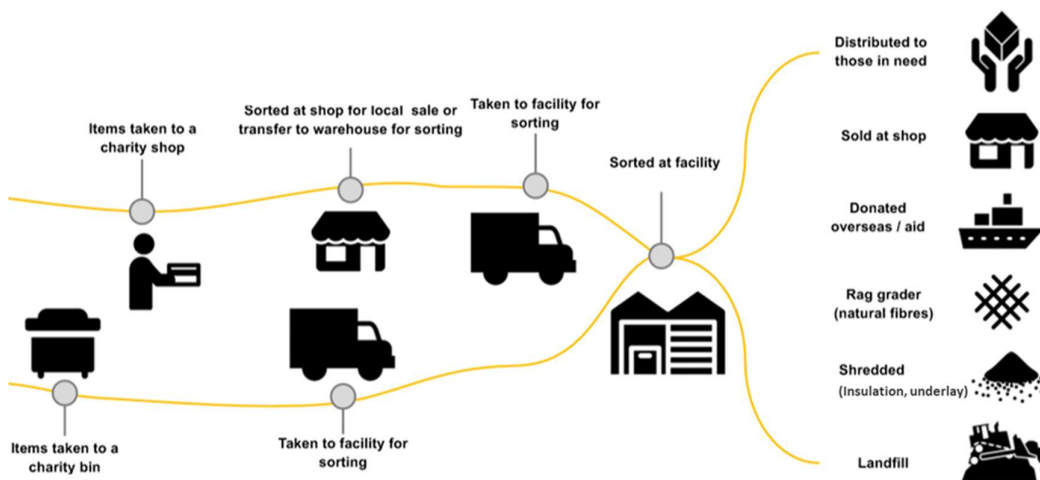 Items taken to a
charity shop
Sorted at shop for local sale or
transfer to warehouse for sorting
Taken to facility for
sorting
Sorted at facility
Items taken to a
charity bin
Taken to facility for
sorting
Distributed to
those in need
Sold at shop
Donated
overseas / aid
Rag grader
(natural fibres)
Shredded
(Insulation, underlay)
Landfill